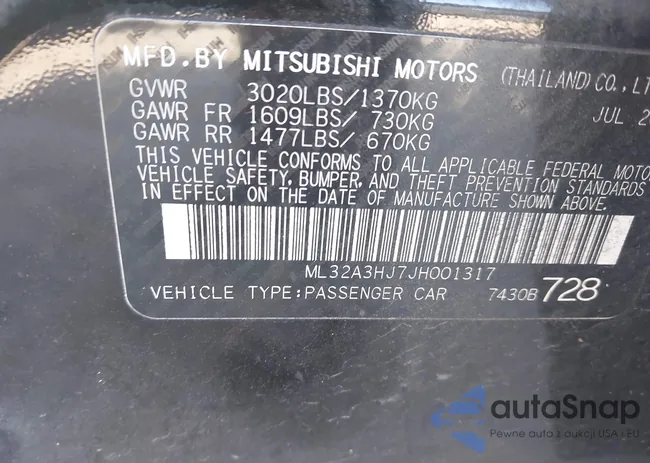 MFD. BY MITSUBISHI MOTORS (THAILAND) CO., LT
GVWR 3020LBS/1370KG
GAWR FR 1609LBS/ 730KG JUL 2
GAWR RR 1477LBS/ 670KG
THIS VEHICLE CONFORMS TO ALL APPLICABLE FEDERAL MOTO
VEHICLE SAFETY, BUMPER, AND THEFT PREVENTION STANDARDS
IN EFFECT ON THE DATE OF MANUFACTURE SHOWN ABOVE.
ML32A3HJ7JH001317
VEHICLE TYPE:PASSENGER CAR 7430B 728
autaSnap
Pewne auta z aukcji USA i EU